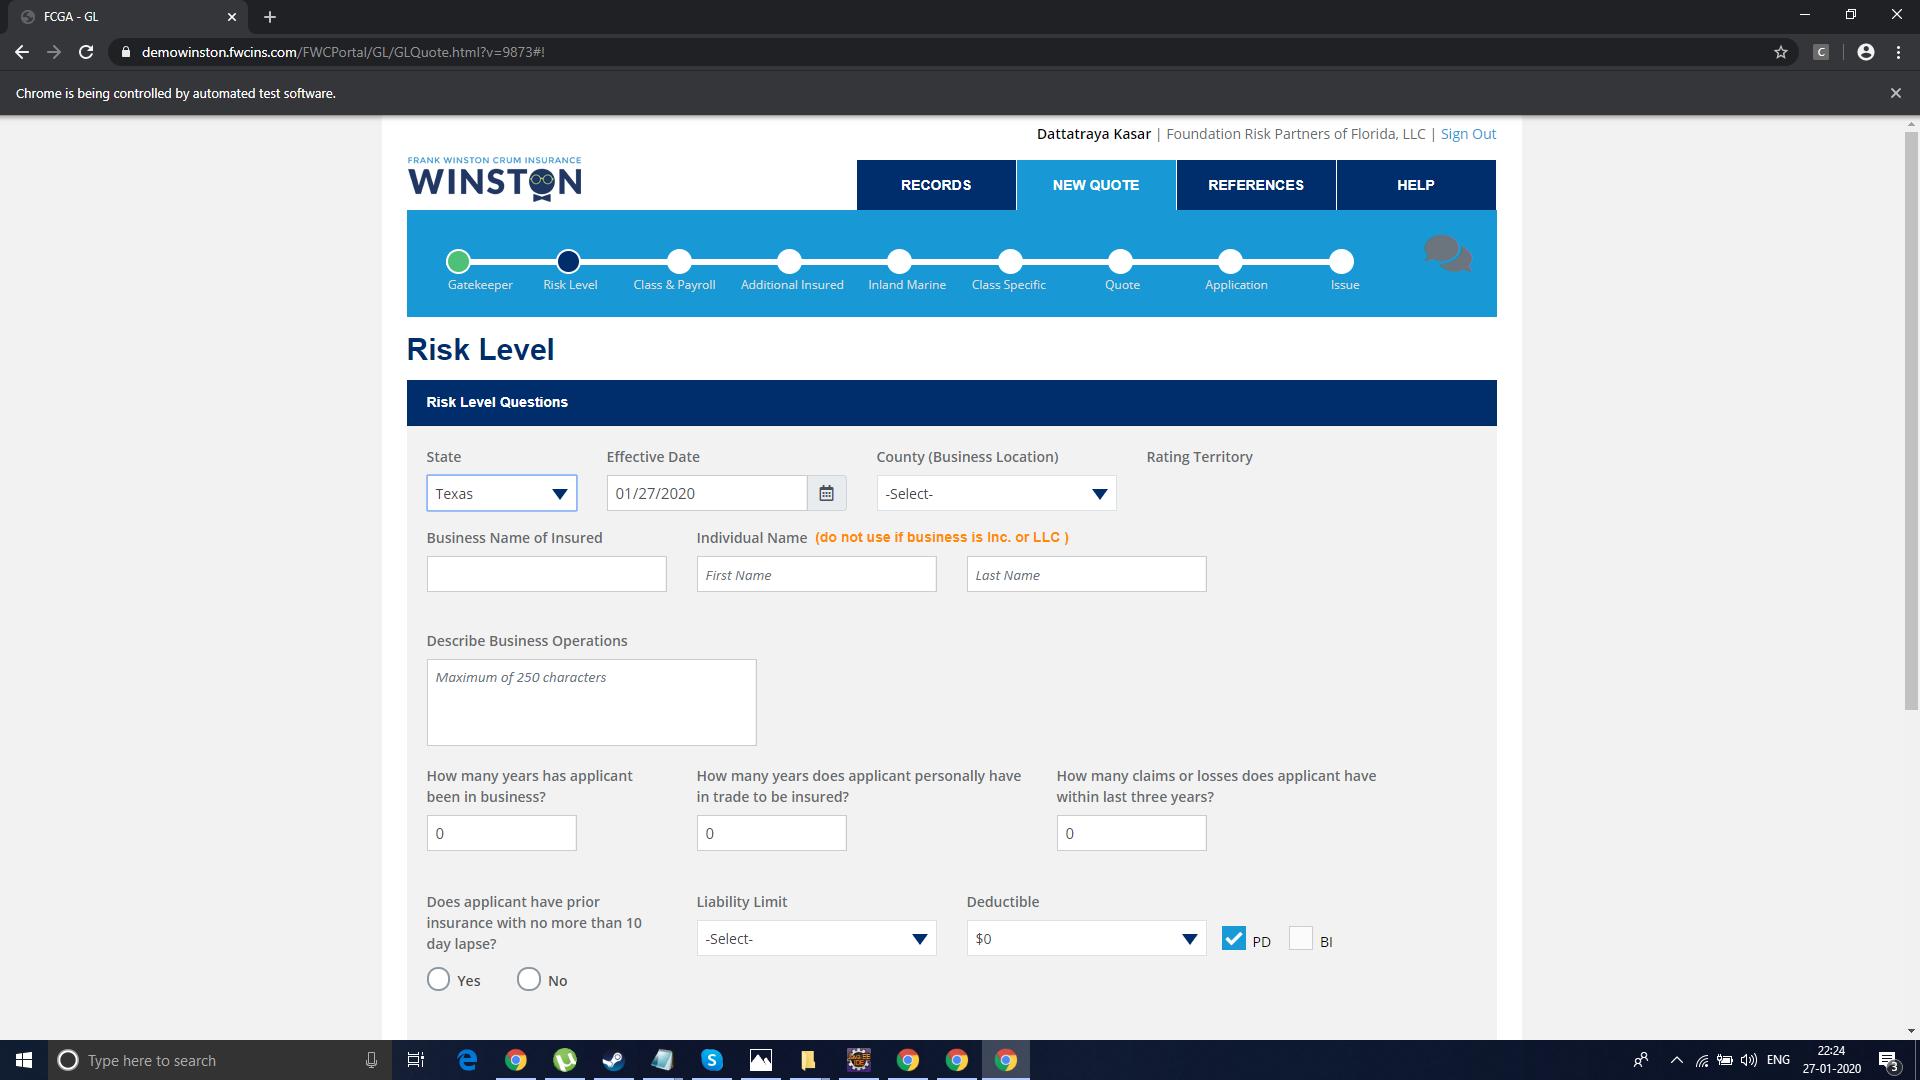 FCGA - GL
demowinston.fwcins.com/FWCPortal/GL/GLQuote.html?v=9873#!
C
Chrome is being controlled by automated test software.
Dattatraya Kasar | Foundation Risk Partners of Florida, LLC | Sign Out
FRANK WINSTON CRUM INSURANCE
WINSTON
RECORDS NEW QUOTE REFERENCES HELP
Gatekeeper Risk Level Class & Payroll Additional Insured Inland Marine Class Specific Quote Application Issue
Risk Level
Risk Level Questions
State Effective Date County (Business Location) Rating Territory
Texas 01/27/2020 -Select-
Business Name of Insured Individual Name (do not use if business is Inc. or LLC )
First Name Last Name
Describe Business Operations
Maximum of 250 characters
How many years has applicant been in business?
How many years does applicant personally have in trade to be insured?
How many claims or losses does applicant have within last three years?
0 0 0
Does applicant have prior insurance with no more than 10 day lapse?
Liability Limit Deductible
-Select- $0 PD BI
Yes No
Type here to search
ENG
22:24
27-01-2020
3